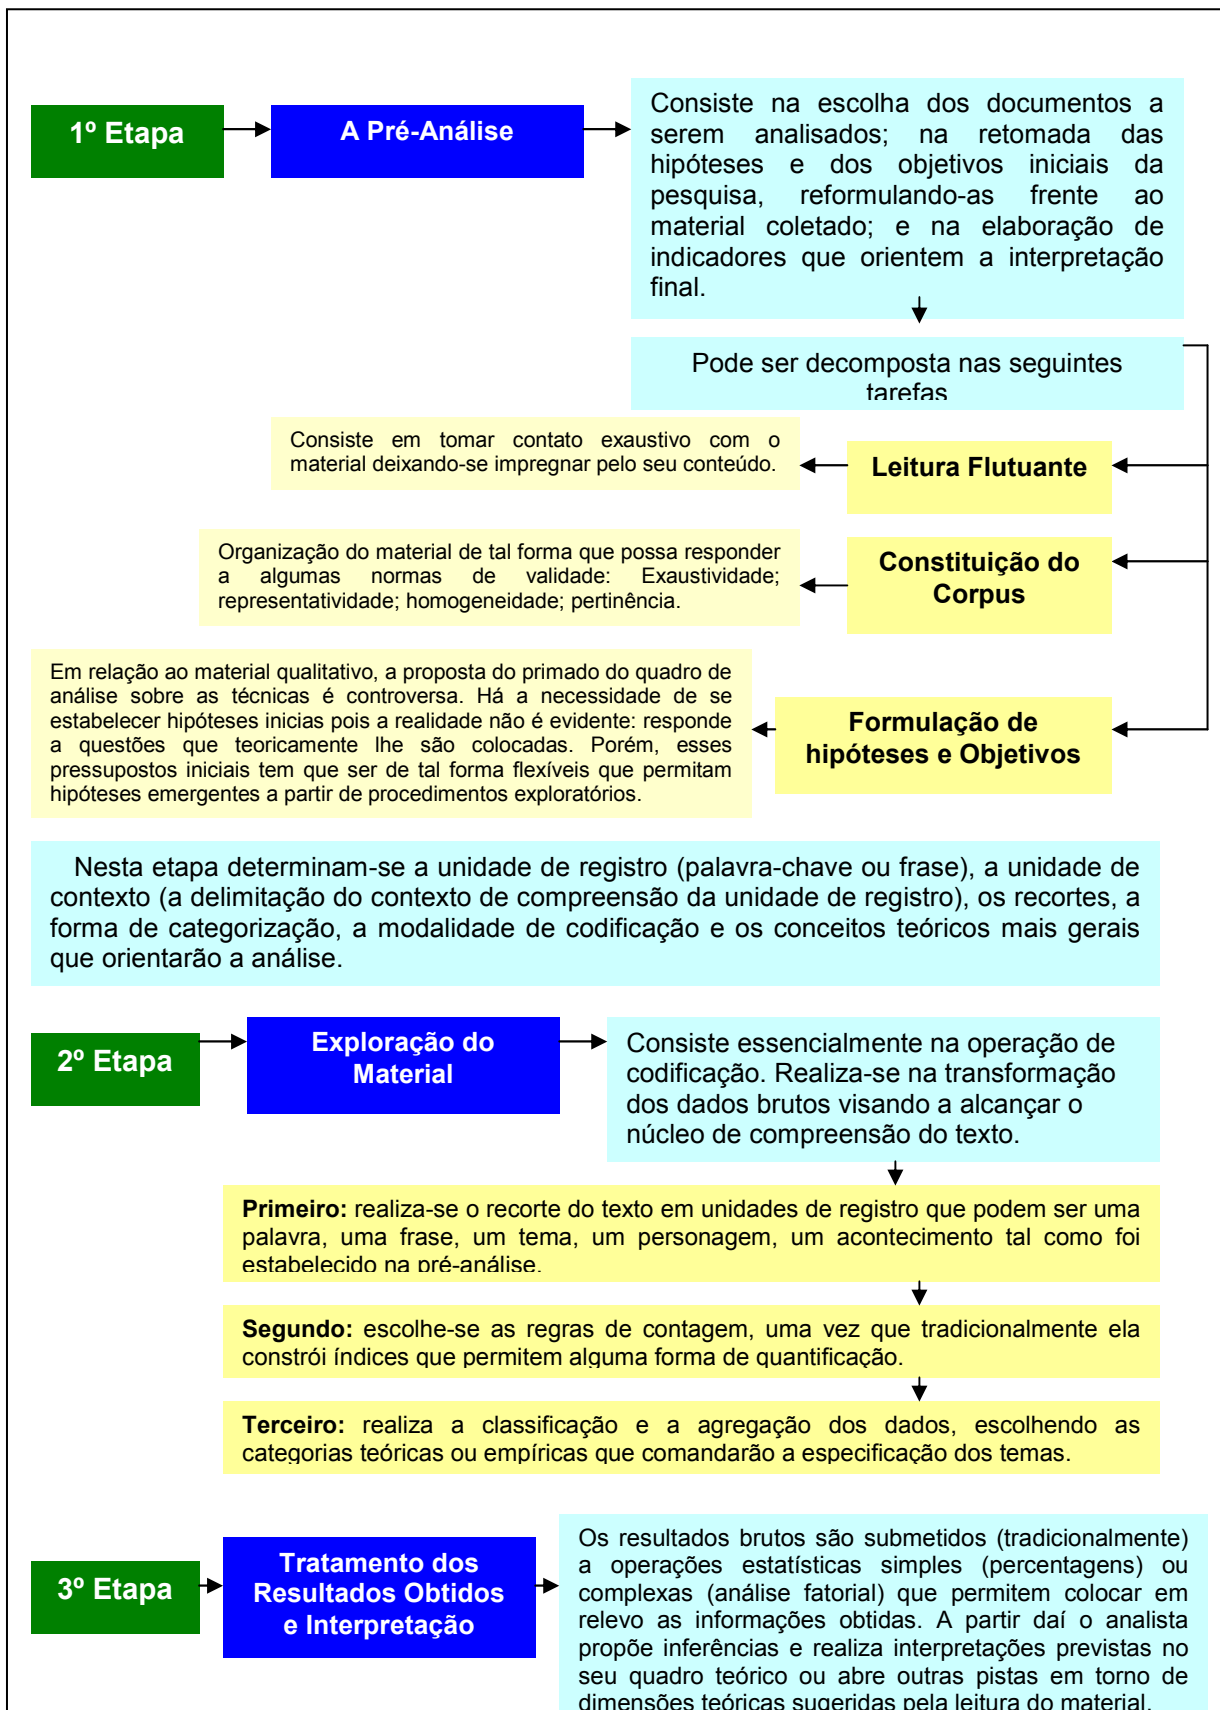 1º Etapa
A Pré-Análise
Consiste na escolha dos documentos a
serem analisados; na retomada das
hipóteses e dos objetivos iniciais da
pesquisa, reformulando-as frente ao
material coletado; e na elaboração de
indicadores que orientem a interpretação
final.
Pode ser decomposta nas seguintes
tarefas
Consiste em tomar contato exaustivo com o
material deixando-se impregnar pelo seu conteúdo.
Leitura Flutuante
Organização do material de tal forma que possa responder
a algumas normas de validade: Exaustividade;
representatividade; homogeneidade; pertinência.
Constituição do
Corpus
Em relação ao material qualitativo, a proposta do primado do quadro de
análise sobre as técnicas é controversa. Há a necessidade de se
estabelecer hipóteses inicias pois a realidade não é evidente: responde
a questões que teoricamente lhe são colocadas. Porém, esses
pressupostos iniciais tem que ser de tal forma flexíveis que permitam
hipóteses emergentes a partir de procedimentos exploratórios.
Formulação de
hipóteses e Objetivos
Nesta etapa determinam-se a unidade de registro (palavra-chave ou frase), a unidade de
contexto (a delimitação do contexto de compreensão da unidade de registro), os recortes, a
forma de categorização, a modalidade de codificação e os conceitos teóricos mais gerais
que orientarão a análise.
2º Etapa
Exploração do
Material
Consiste essencialmente na operação de
codificação. Realiza-se na transformação
dos dados brutos visando a alcançar o
núcleo de compreensão do texto.
Primeiro: realiza-se o recorte do texto em unidades de registro que podem ser uma
palavra, uma frase, um tema, um personagem, um acontecimento tal como foi
estabelecido na pré-análise.
Segundo: escolhe-se as regras de contagem, uma vez que tradicionalmente ela
constrói índices que permitem alguma forma de quantificação.
Terceiro: realiza a classificação e a agregação dos dados, escolhendo as
categorias teóricas ou empíricas que comandarão a especificação dos temas.
3º Etapa
Tratamento dos
Resultados Obtidos
e Interpretação
Os resultados brutos são submetidos (tradicionalmente)
a operações estatísticas simples (percentagens) ou
complexas (análise fatorial) que permitem colocar em
relevo as informações obtidas. A partir daí o analista
propõe inferências e realiza interpretações previstas no
seu quadro teórico ou abre outras pistas em torno de
dimensões teóricas sugeridas pela leitura do material.